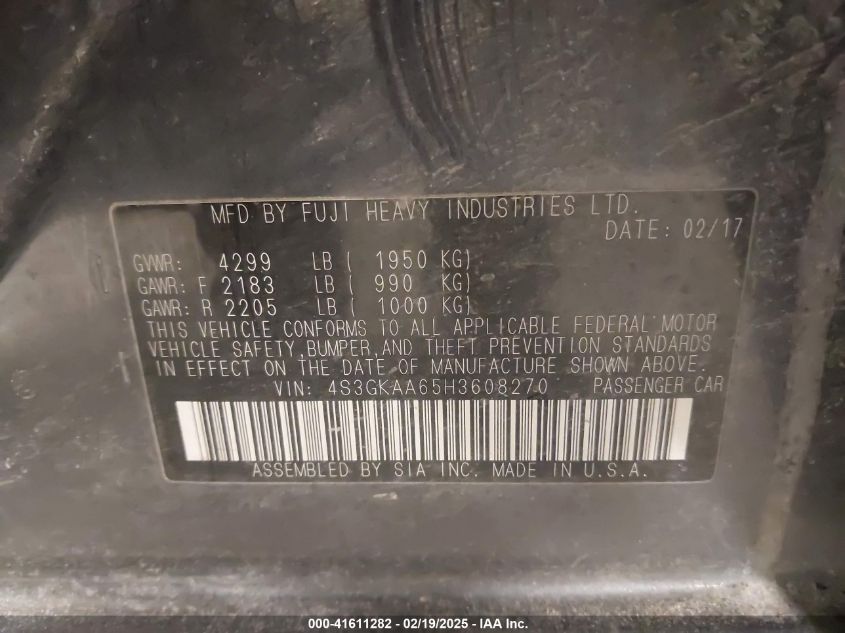 MFD BY FUJI HEAVY INDUSTRIES LTD.
DATE: 02/17
GVWR: 4299 LB ( 1950 KG)
GAWR: F 2183 LB ( 990 KG)
GAWR: R 2205 LB ( 1000 KG)
THIS VEHICLE CONFORMS TO ALL APPLICABLE FEDERAL MOTOR
VEHICLE SAFETY,BUMPER,AND THEFT PREVENTION STANDARDS
IN EFFECT ON THE DATE OF MANUFACTURE SHOWN ABOVE.
VIN: 4S3GKAA65H3608270 PASSENGER CAR
ASSEMBLED BY SIA INC. MADE IN U.S.A.
000-41611282 - 02/19/2025 - IAA Inc.